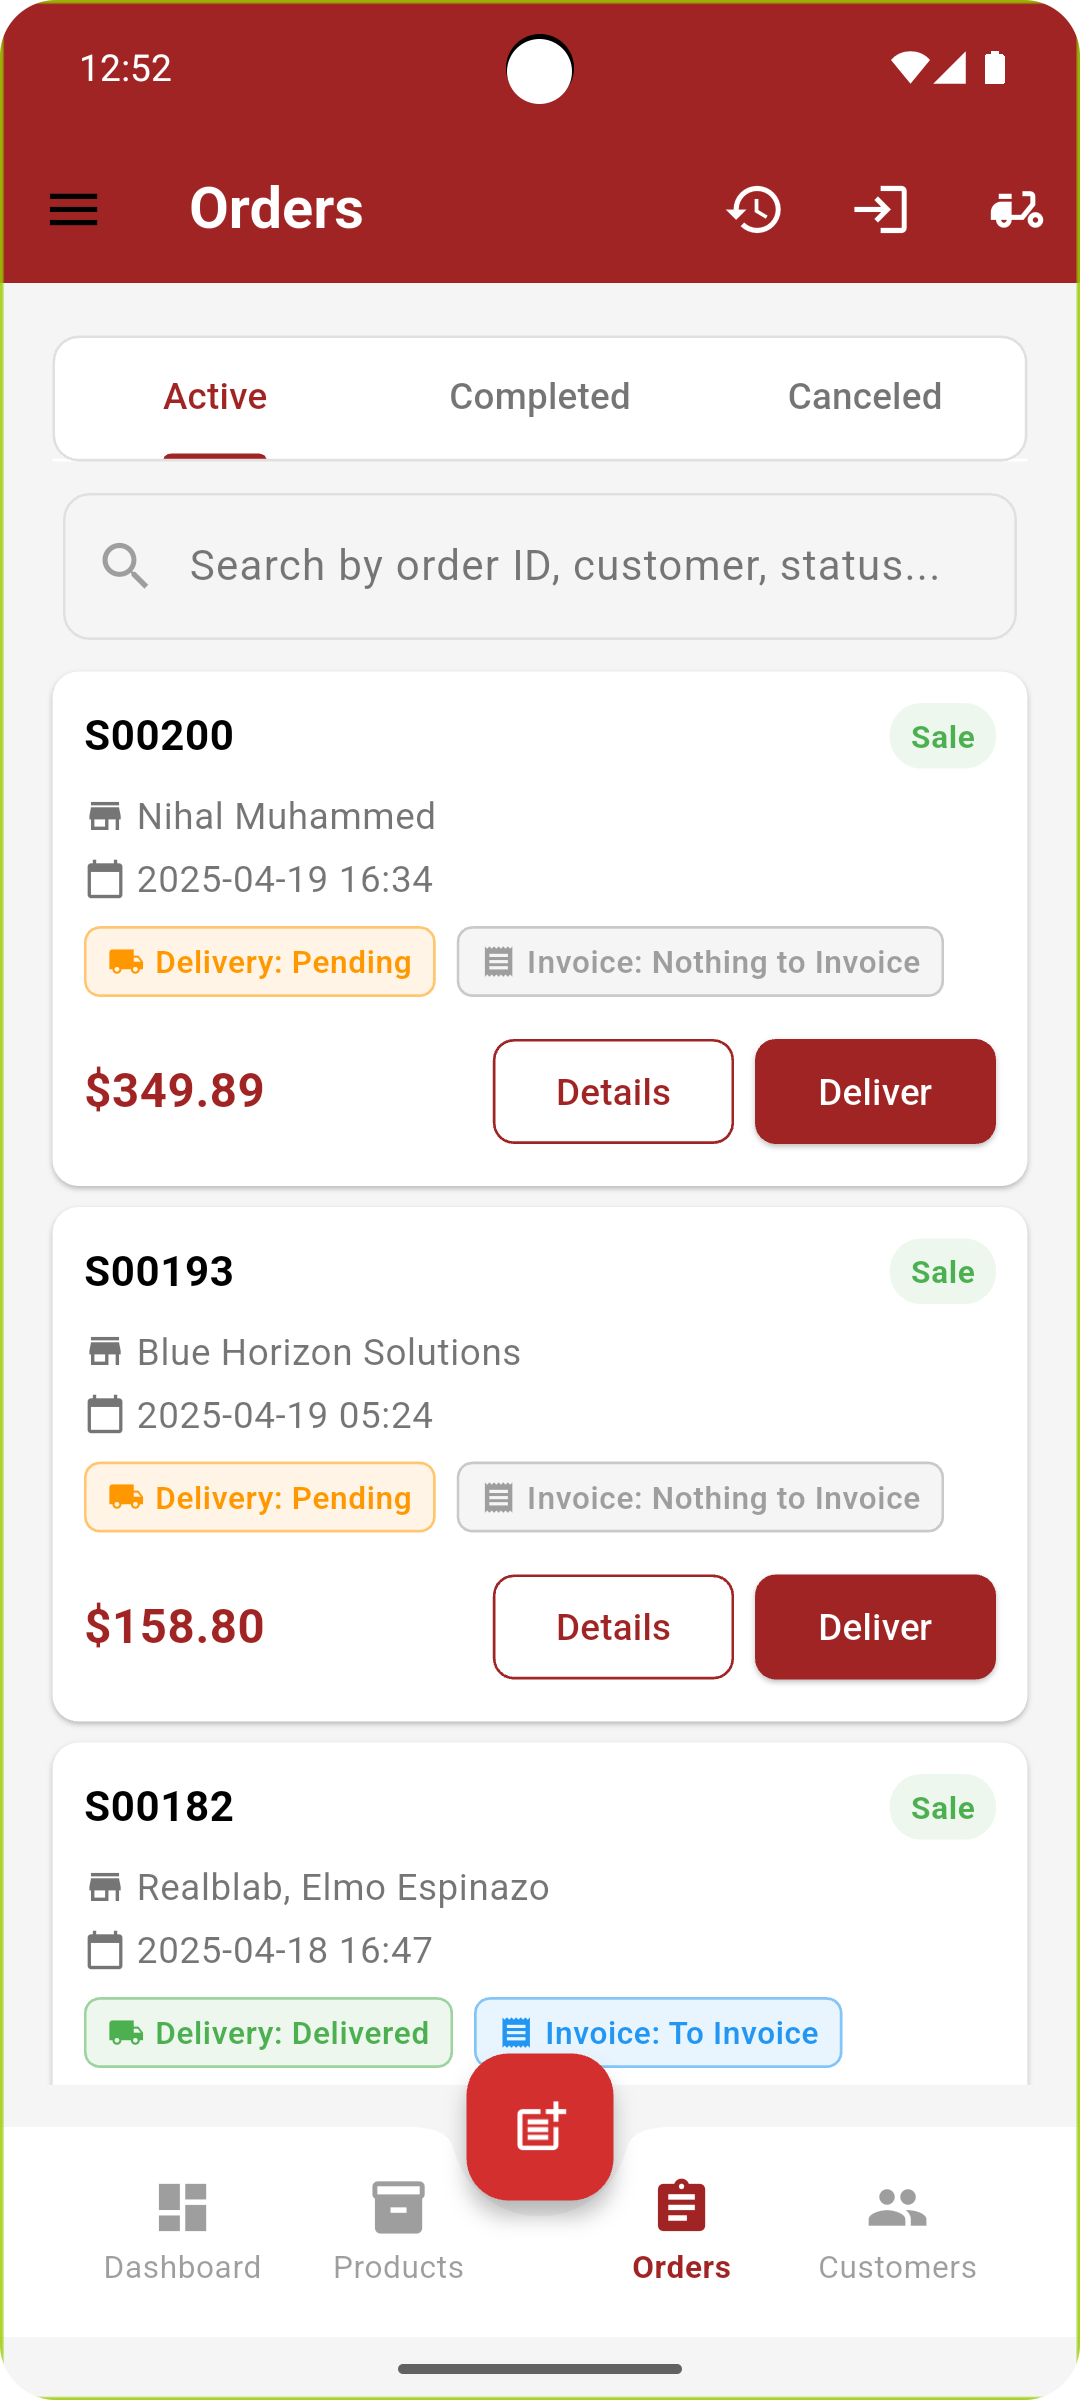 12:52
Orders
Active Completed Canceled
Search by order ID, customer, status...
S00200 Sale
Nihal Muhammed
2025-04-19 16:34
Delivery: Pending Invoice: Nothing to Invoice
$349.89 Details Deliver
S00193 Sale
Blue Horizon Solutions
2025-04-19 05:24
Delivery: Pending Invoice: Nothing to Invoice
$158.80 Details Deliver
S00182 Sale
Realblab, Elmo Espinazo
2025-04-18 16:47
Delivery: Delivered Invoice: To Invoice
Dashboard Products Orders Customers